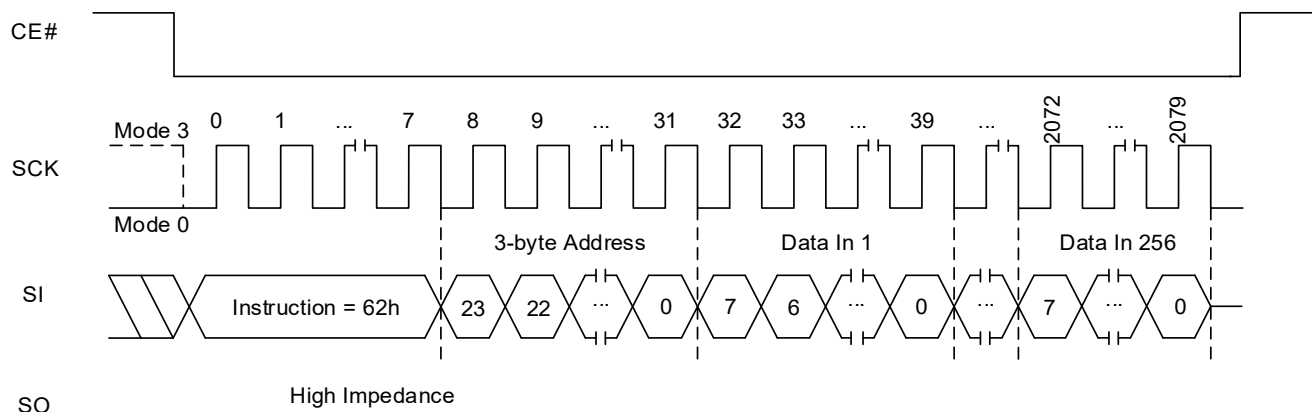 CE#
Mode 3 0 1 ... 7 8 9 ... 31 32 33 ... 39 ... 2072 ... 2079
SCK
Mode 0
3-byte Address Data In 1 Data In 256
SI Instruction = 62h 23 22 ... 0 7 6 ... 0 ... 7 ... 0
High Impedance
SO